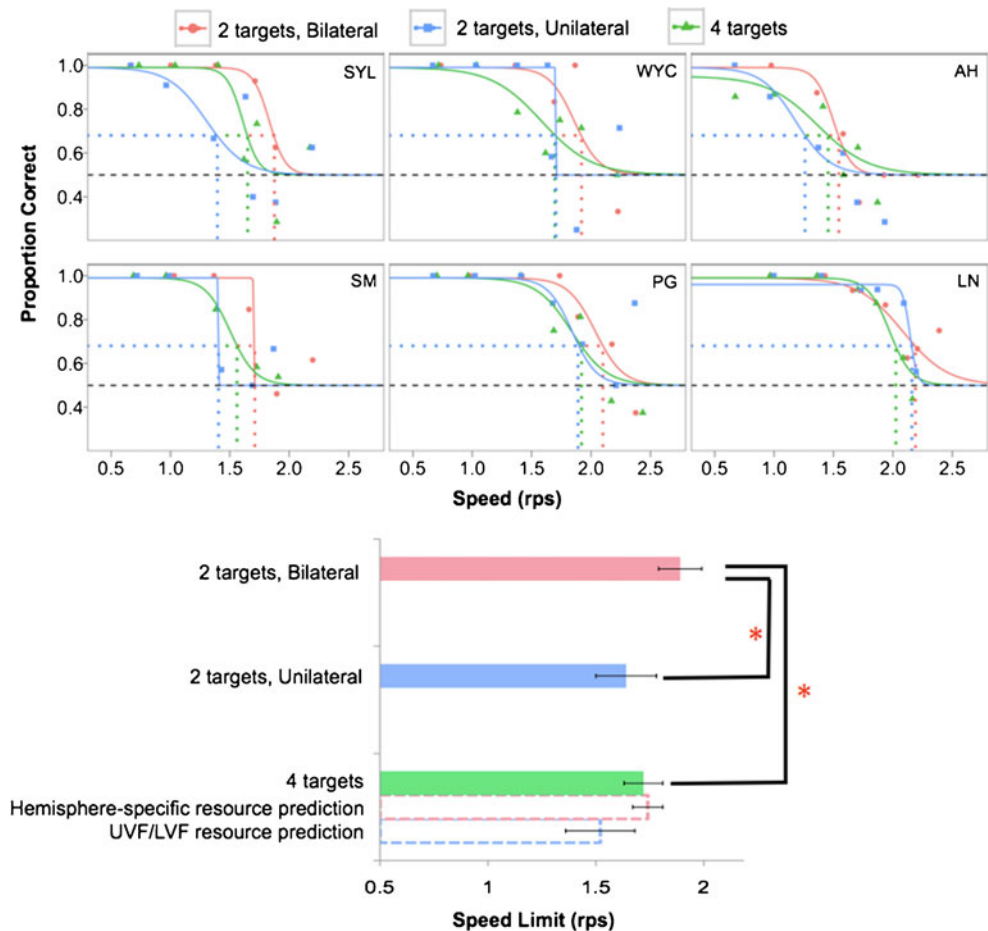 2 targets, Bilateral 2 targets, Unilateral 4 targets
SYL WYC AH
1.0
0.8
0.6
0.4
SM PG LN
1.0
0.8
0.6
0.4
Proportion Correct
0.5 1.0 1.5 2.0 2.5 0.5 1.0 1.5 2.0 2.5 0.5 1.0 1.5 2.0 2.5
Speed (rps)
2 targets, Bilateral
*
2 targets, Unilateral
*
4 targets
Hemisphere-specific resource prediction
UVF/LVF resource prediction
0.5 1 1.5 2
Speed Limit (rps)